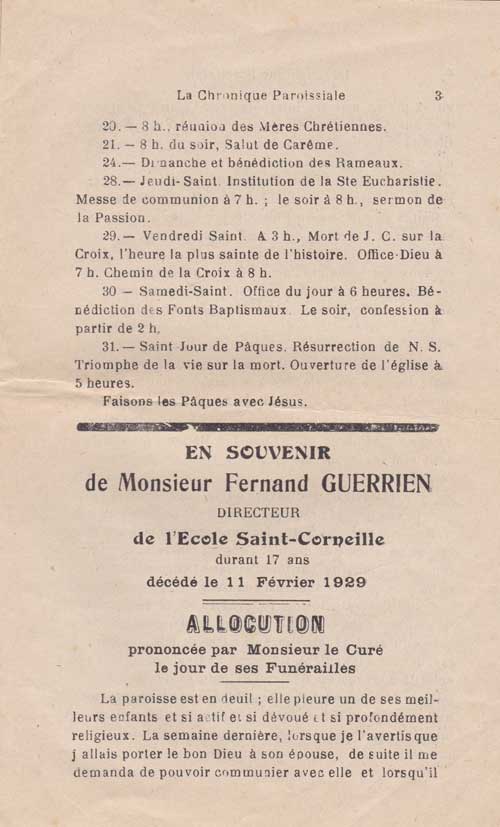 La Chronique Paroissiale 3
20. — 8 h., réunion des Mères Chrétiennes.
21. — 8 h. du soir, Salut de Carême.
24.— Dimanche et bénédiction des Rameaux.
28.— Jeudi-Saint. Institution de la Ste Eucharistie.
Messe de communion à 7 h. ; le soir à 8 h., sermon de
la Passion.
29.— Vendredi Saint. A 3 h., Mort de J. C. sur la
Croix, l'heure la plus sainte de l'histoire. Office-Dieu à
7 h. Chemin de la Croix à 8 h.
30 — Samedi-Saint. Office du jour à 6 heures. Bé-
nédiction des Fonts Baptismaux. Le soir, confession à
partir de 2 h.
31.— Saint Jour de Pâques. Résurrection de N. S.
Triomphe de la vie sur la mort. Ouverture de l'église à
5 heures.
Faisons les Pâques avec Jésus.
EN SOUVENIR
de Monsieur Fernand GUERRIEN
DIRECTEUR
de l'Ecole Saint-Corneille
durant 17 ans
décédé le 11 Février 1929
ALLOCUTION
prononcée par Monsieur le Curé
le jour de ses Funérailles
La paroisse est en deuil ; elle pleure un de ses meil-
leurs enfants et si actif et si dévoué et si profondément
religieux. La semaine dernière, lorsque je l'avertis que
j allais porter le bon Dieu à son épouse, de suite il me
demanda de pouvoir communier avec elle et lorsqu'il